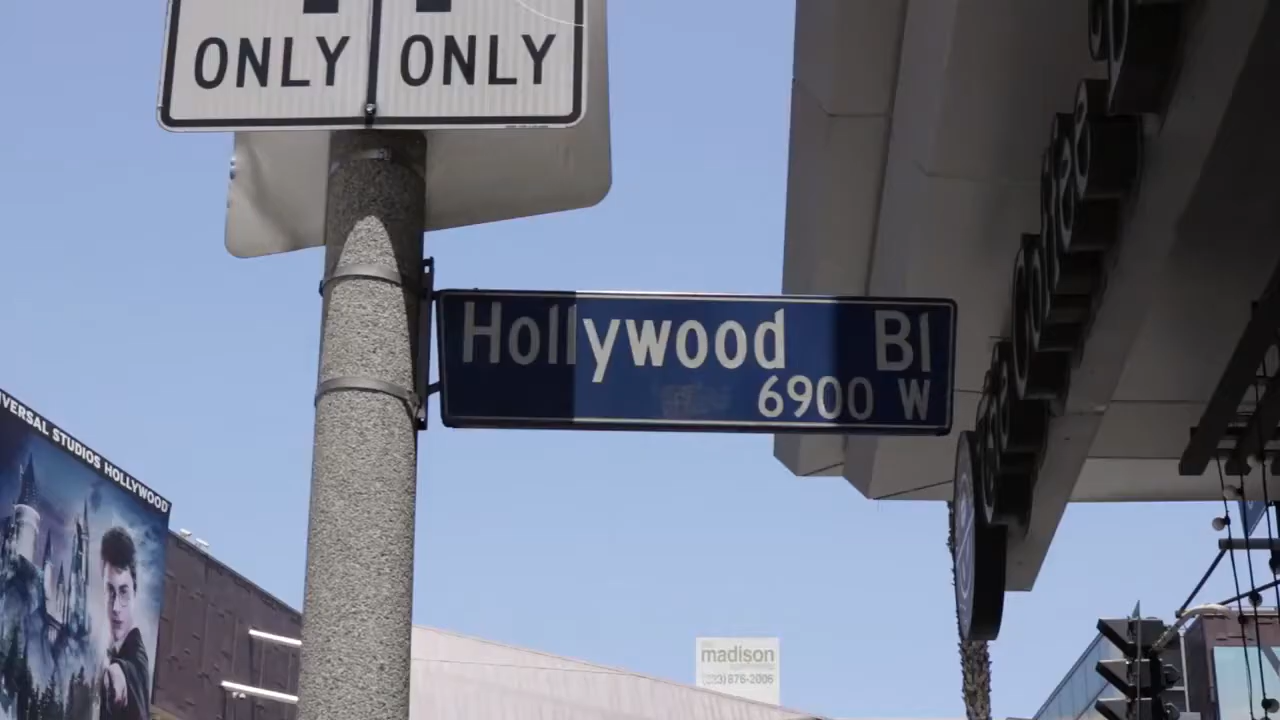 ONLY ONLY
Hollywood Bl
6900 W
VERSAL STUDIOS HOLLYWOOD
madison
(323) 876-2006